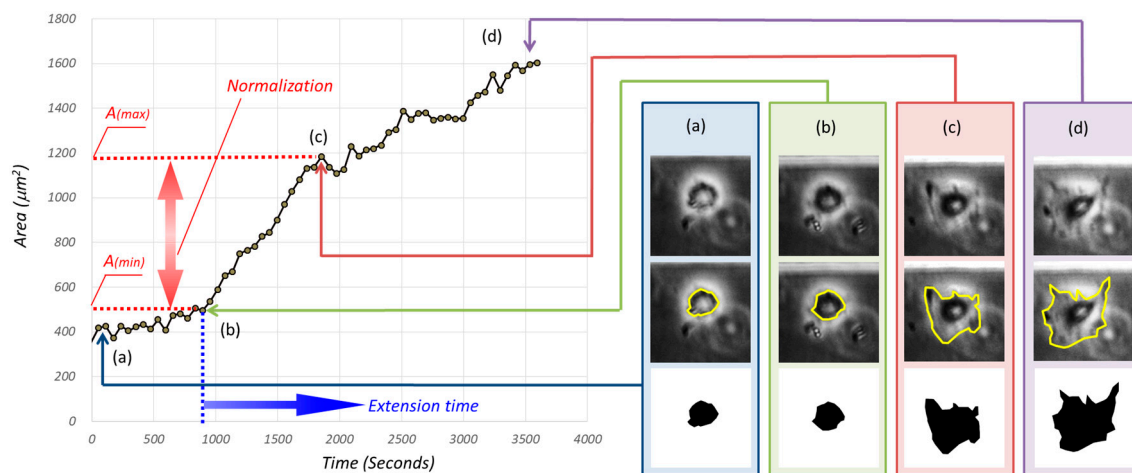 1800
1600
1400
1200
1000
800
600
400
200
0
Area (μm²)
0 500 1000 1500 2000 2500 3000 3500 4000
Time (Seconds)
A(max)
A(min)
Normalization
Extension time
(a)
(b)
(c)
(d)
(a) (b) (c) (d)